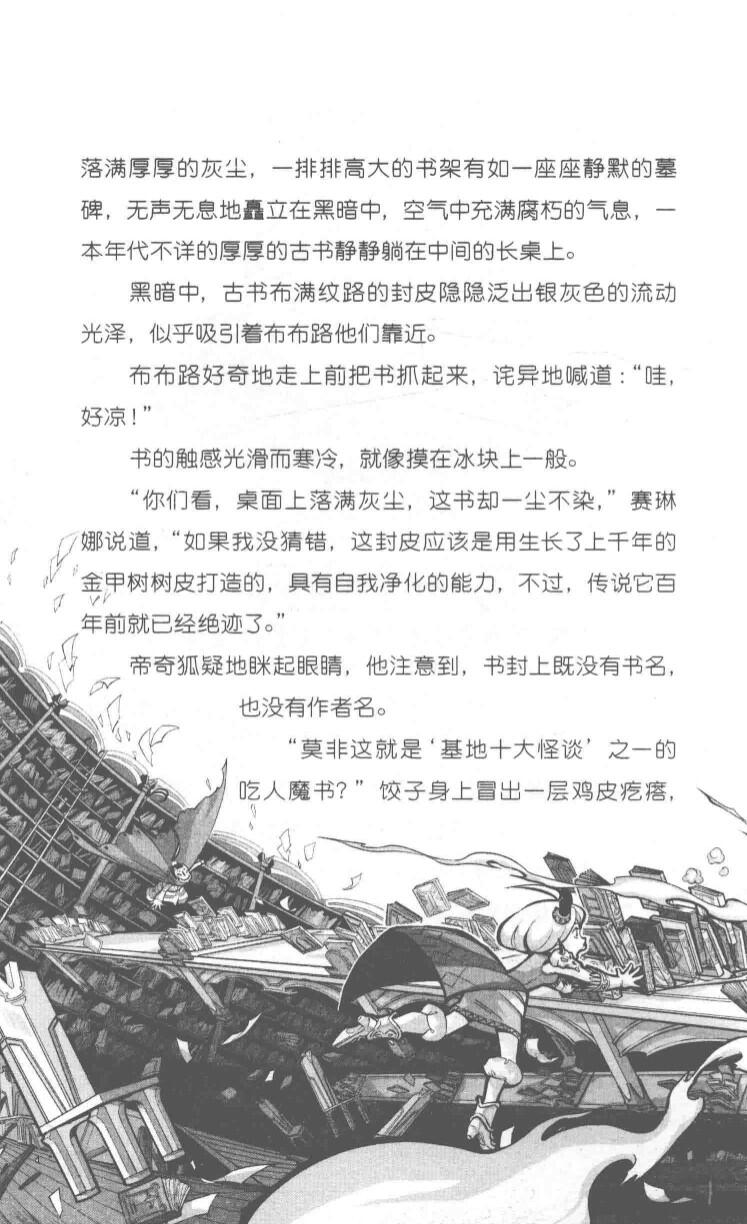 落满厚厚的灰尘，一排排高大的书架有如一座座静默的墓
碑，无声无息地矗立在黑暗中，空气中充满腐朽的气息，一
本年代不详的厚厚的古书静静躺在中间的长桌上。
黑暗中，古书布满纹路的封皮隐隐泛出银灰色的流动
光泽，似乎吸引着布布路他们靠近。
布布路好奇地走上前把书抓起来，诧异地喊道：“哇，
好凉！”
书的触感光滑而寒冷，就像摸在冰块上一般。
“你们看，桌面上落满灰尘，这书却一尘不染，”赛琳
娜说道，“如果我没猜错，这封皮应该是用生长了上千年的
金甲树树皮打造的，具有自我净化的能力，不过，传说它百
年前就已经绝迹了。”
帝奇狐疑地眯起眼睛，他注意到，书封上既没有书名，
也没有作者名。
“莫非这就是‘基地十大怪谈’之一的
吃人魔书？”饺子身上冒出一层鸡皮疙瘩，